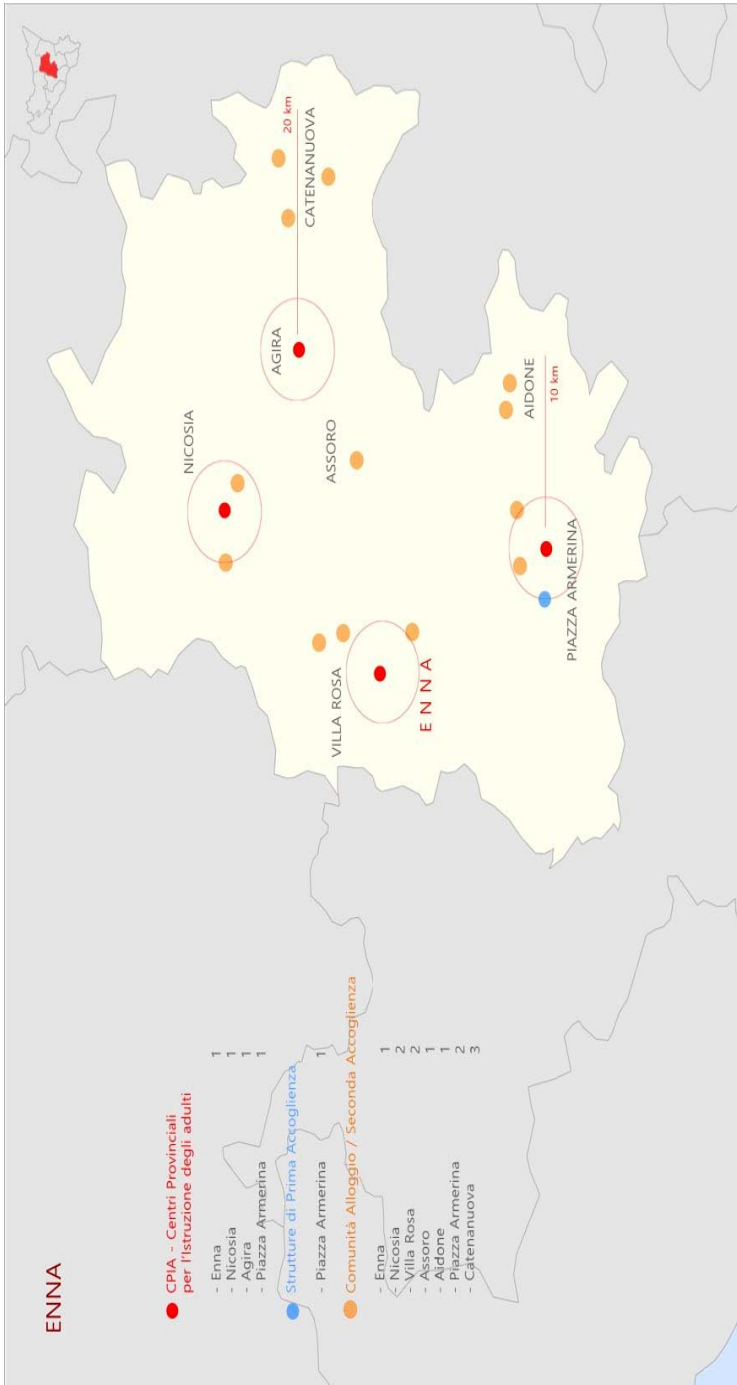 ENNA
CPIA - Centri Provinciali
per l'Istruzione degli adulti
- Enna 1
- Nicosia 1
- Agira 1
- Piazza Armerina 1
Strutture di Prima Accoglienza
- Piazza Armerina 1
Comunità Alloggio / Seconda Accoglienza
- Enna 1
- Nicosia 2
- Villa Rosa 2
- Assoro 1
- Aidone 1
- Piazza Armerina 2
- Catenanuova 3
NICOSIA
AGIRA
20 km
CATENANUOVA
ASSORO
VILLA ROSA
ENNA
AIDONE
10 km
PIAZZA ARMERINA